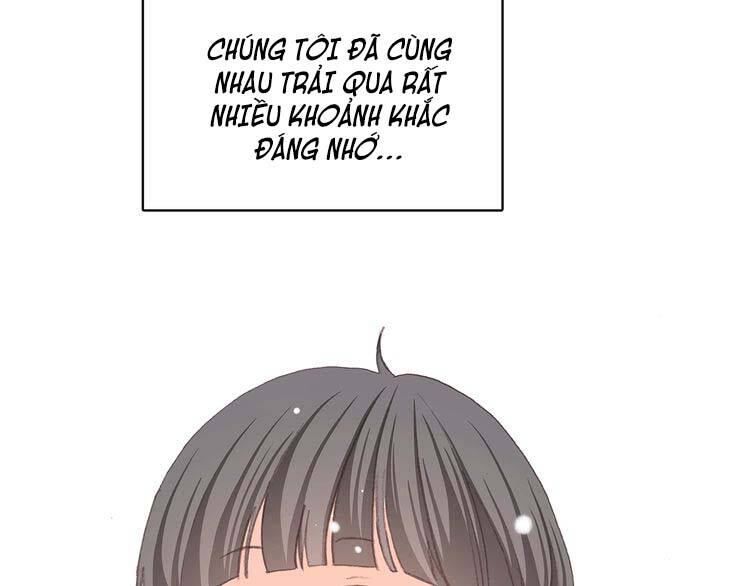 CHÚNG TÔI ĐÃ CÙNG
NHAU TRẢI QUA RẤT
NHIỀU KHOẢNH KHẮC
ĐÁNG NHỚ...